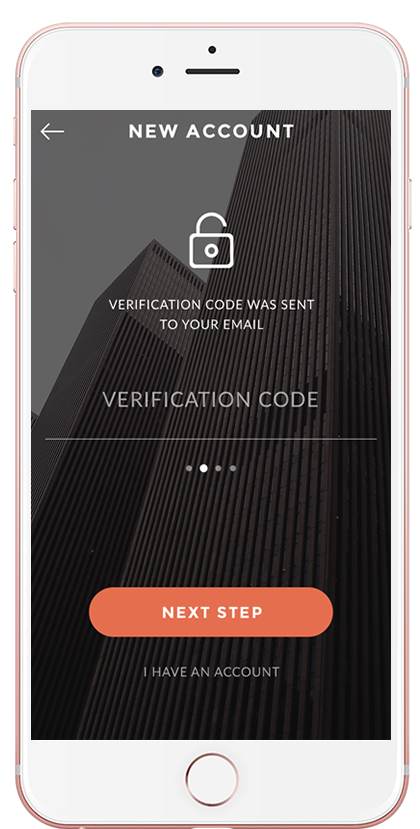 NEW ACCOUNT
VERIFICATION CODE WAS SENT
TO YOUR EMAIL
VERIFICATION CODE
NEXT STEP
I HAVE AN ACCOUNT